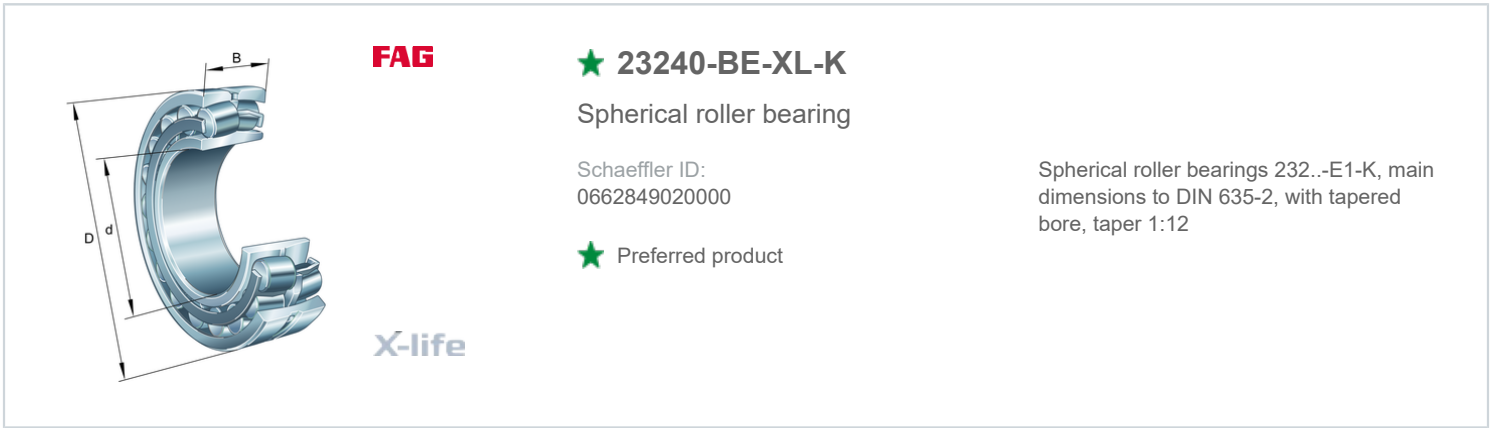 FAG
B
D
d
X-life
23240-BE-XL-K
Spherical roller bearing
Schaeffler ID:
0662849020000
Preferred product
Spherical roller bearings 232..-E1-K, main
dimensions to DIN 635-2, with tapered
bore, taper 1:12